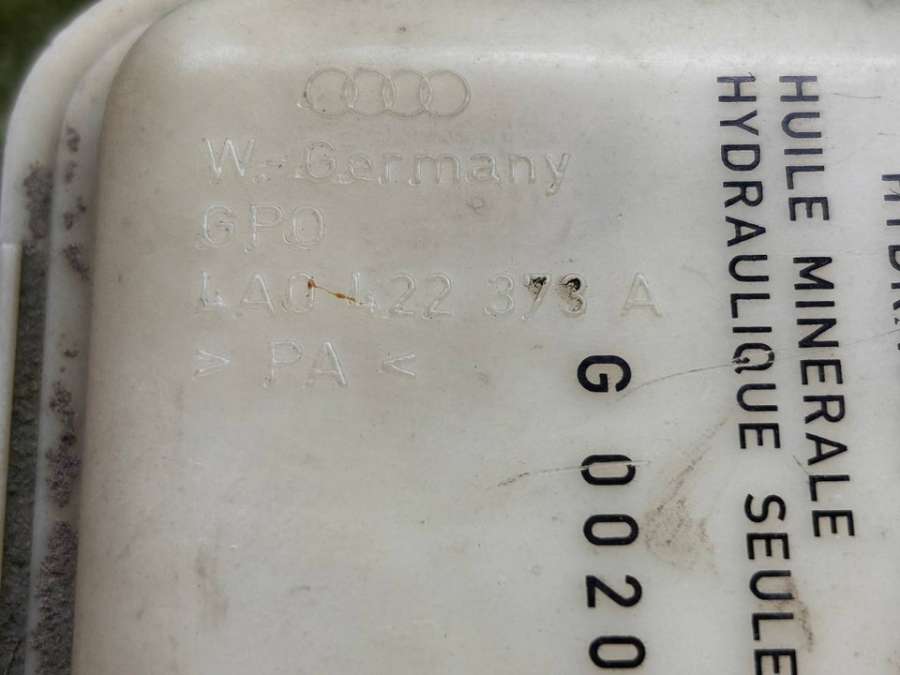 W.-Germany
GPO
4A0 422 373 A
> PA <
G 0020
HUILE MINERALE
HYDRAULIQUE SEULE